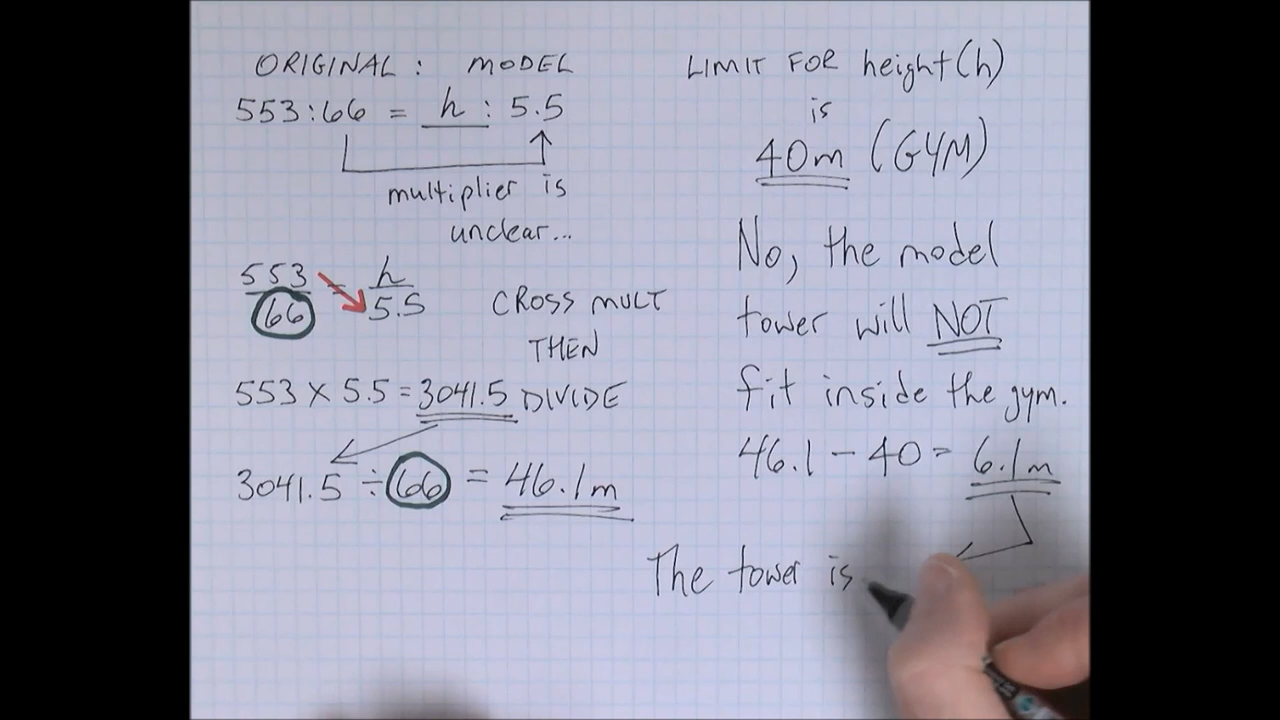 ORIGINAL : MODEL
553:66 = h : 5.5
multiplier is
unclear...
553/66 = h/5.5
CROSS MULT
THEN
553 x 5.5 = 3041.5 DIVIDE
3041.5 ÷ 66 = 46.1m
LIMIT FOR height(h)
is
40m (GYM)
No, the model
tower will NOT
fit inside the gym.
46.1 - 40 = 6.1m
The tower is